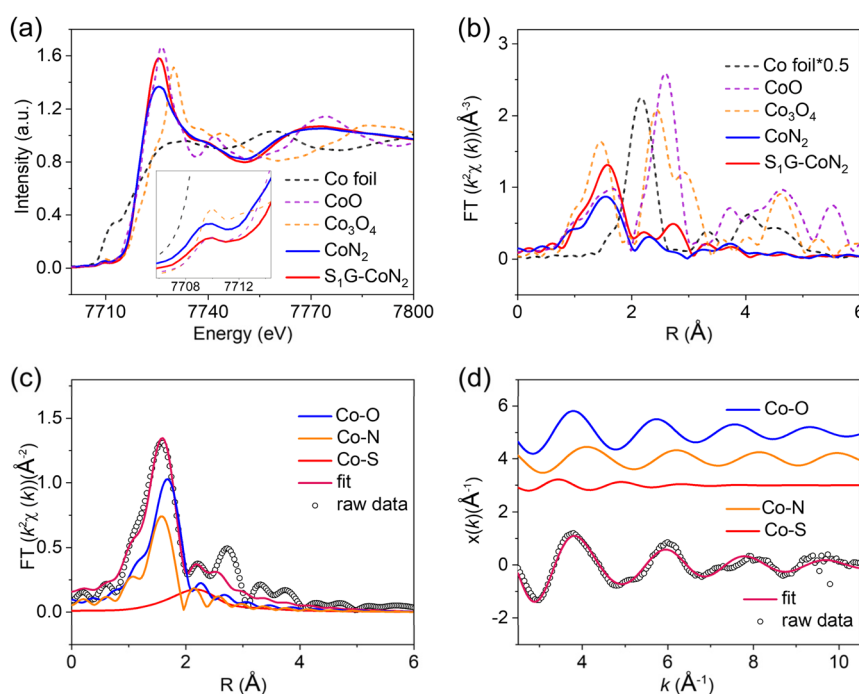 (a)
Intensity (a.u.)
1.6
1.2
0.8
0.4
0.0
7708
7712
Co foil
CoO
Co₃O₄
CoN₂
S₁G-CoN₂
7710
7740
7770
7800
Energy (eV)
(b)
FT (k²χ (k))(Å⁻³)
3
2
1
0
Co foil*0.5
CoO
Co₃O₄
CoN₂
S₁G-CoN₂
0
2
4
6
R (Å)
(c)
FT (k²χ (k))(Å⁻²)
1.5
1.0
0.5
0.0
Co-O
Co-N
Co-S
fit
raw data
0
2
4
6
R (Å)
(d)
x(k)(Å⁻¹)
6
4
2
0
-2
Co-O
Co-N
Co-S
fit
raw data
4
6
8
10
k (Å⁻¹)